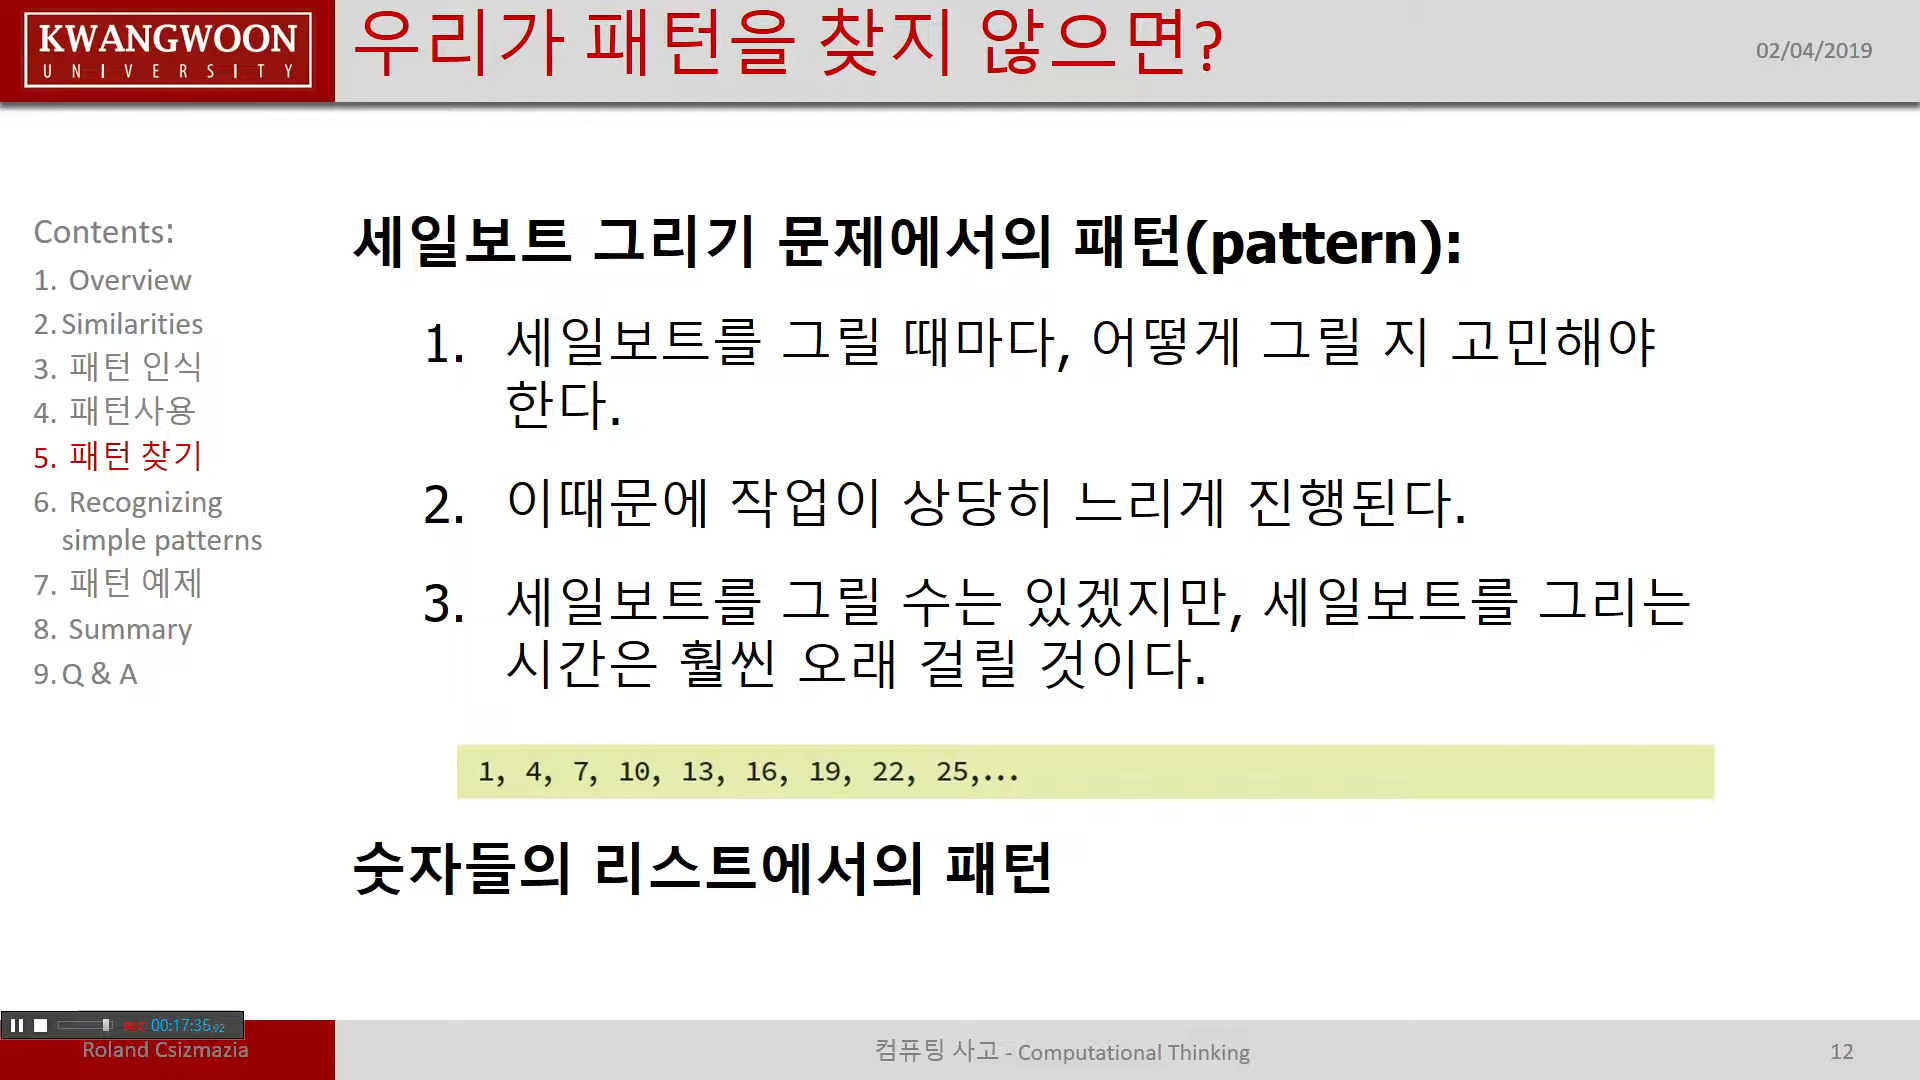 KWANGWOON
UNIVERSITY
우리가 패턴을 찾지 않으면?
02/04/2019
Contents:
1. Overview
2. Similarities
3. 패턴 인식
4. 패턴사용
5. 패턴 찾기
6. Recognizing
simple patterns
7. 패턴 예제
8. Summary
9. Q & A
세일보트 그리기 문제에서의 패턴(pattern):
1. 세일보트를 그릴 때마다, 어떻게 그릴 지 고민해야
한다.
2. 이때문에 작업이 상당히 느리게 진행된다.
3. 세일보트를 그릴 수는 있겠지만, 세일보트를 그리는
시간은 훨씬 오래 걸릴 것이다.
1, 4, 7, 10, 13, 16, 19, 22, 25,...
숫자들의 리스트에서의 패턴
REC 00:17:35.92
Roland Csizmazia
컴퓨팅 사고 - Computational Thinking
12